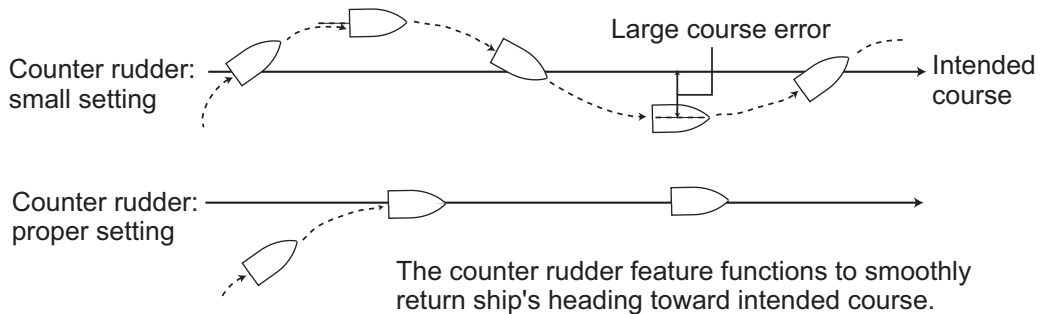 Large course error
Counter rudder:
small setting
Intended
course
Counter rudder:
proper setting
The counter rudder feature functions to smoothly
return ship's heading toward intended course.